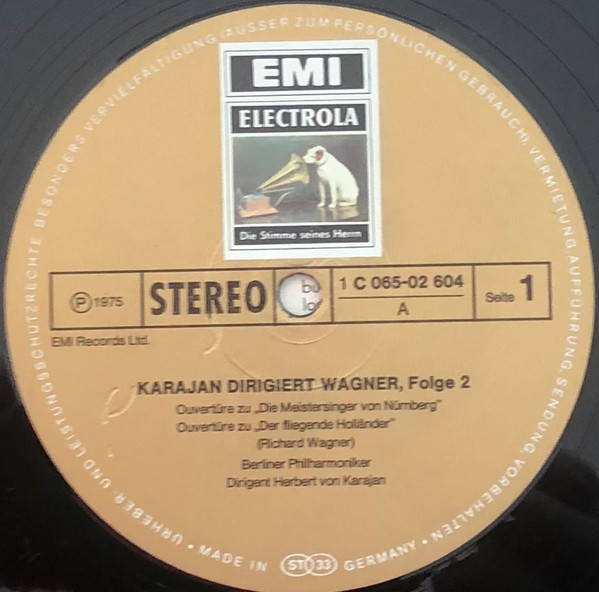 EMI
ELECTROLA
Die Stimme seines Herrn
℗ 1975
STEREO
bu
lo
1 C 065-02 604
A
Seite 1
EMI Records Ltd.
KARAJAN DIRIGIERT WAGNER, Folge 2
Ouvertüre zu „Die Meistersinger von Nürnberg"
Ouvertüre zu „Der fliegende Holländer"
(Richard Wagner)
Berliner Philharmoniker
Dirigent Herbert von Karajan
URHEBER- UND LEISTUNGSSCHUTZRECHTE BESONDERS VERVIELFÄLTIGUNG (AUSSER ZUM PERSÖNLICHEN GEBRAUCH), VERMIETUNG AUFFÜHRUNG, SENDUNG, VORBEHALTEN •
• MADE IN ST 33 GERMANY •